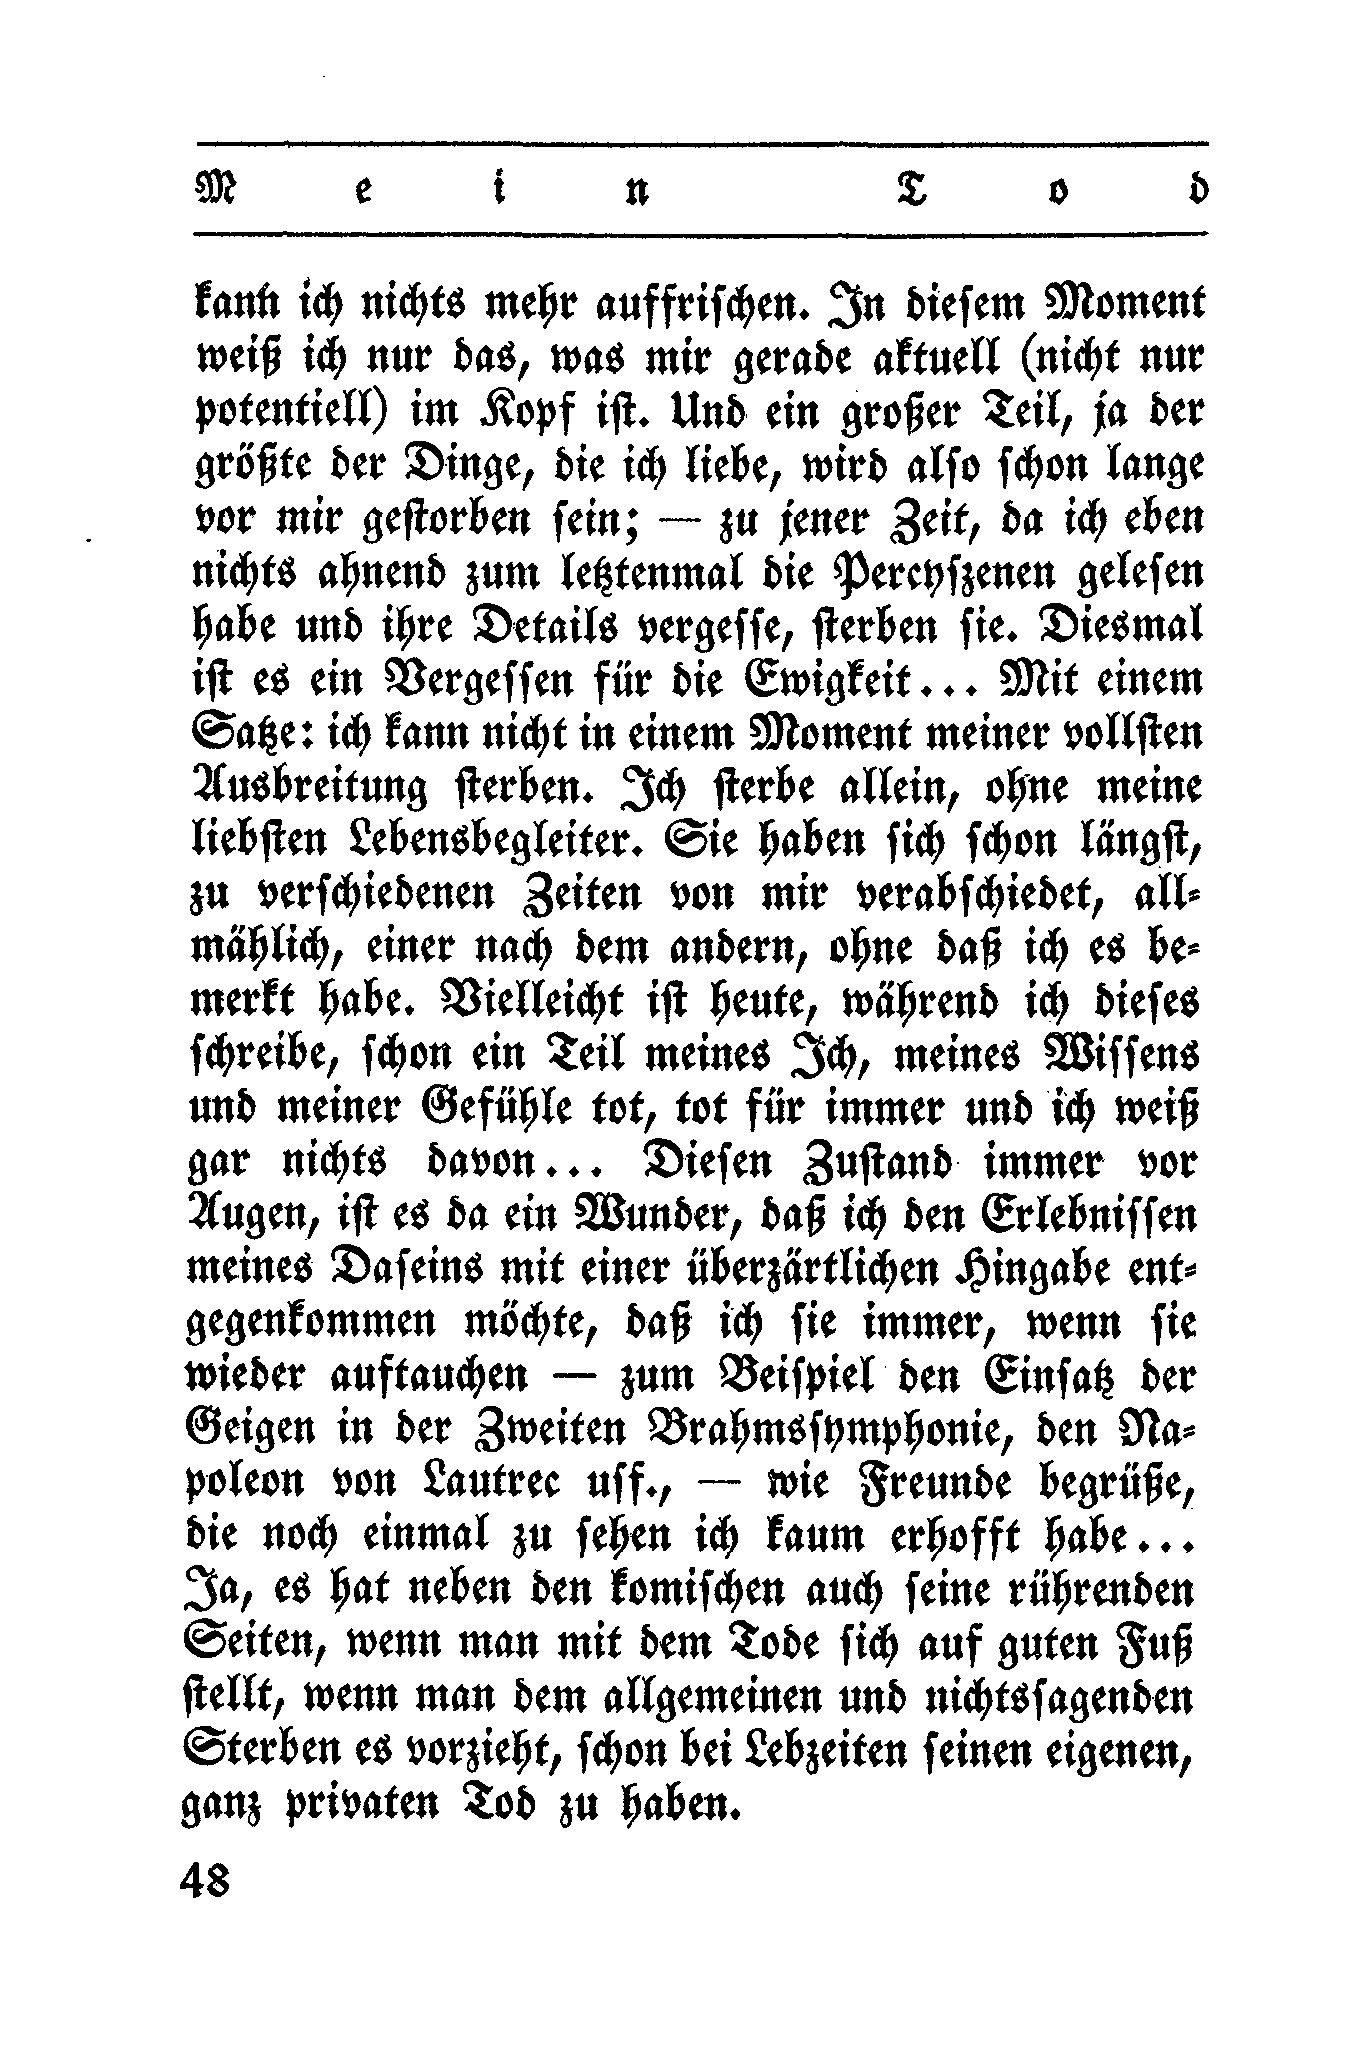 Mein Tod
kann ich nichts mehr auffrischen. In diesem Moment
weiß ich nur das, was mir gerade aktuell (nicht nur
potentiell) im Kopf ist. Und ein großer Teil, ja der
größte der Dinge, die ich liebe, wird also schon lange
vor mir gestorben sein; — zu jener Zeit, da ich eben
nichts ahnend zum letztenmal die Percyszenen gelesen
habe und ihre Details vergesse, sterben sie. Diesmal
ist es ein Vergessen für die Ewigkeit... Mit einem
Satze: ich kann nicht in einem Moment meiner vollsten
Ausbreitung sterben. Ich sterbe allein, ohne meine
liebsten Lebensbegleiter. Sie haben sich schon längst,
zu verschiedenen Zeiten von mir verabschiedet, all-
mählich, einer nach dem andern, ohne daß ich es be-
merkt habe. Vielleicht ist heute, während ich dieses
schreibe, schon ein Teil meines Ich, meines Wissens
und meiner Gefühle tot, tot für immer und ich weiß
gar nichts davon... Diesen Zustand immer vor
Augen, ist es da ein Wunder, daß ich den Erlebnissen
meines Daseins mit einer überzärtlichen Hingabe ent-
gegenkommen möchte, daß ich sie immer, wenn sie
wieder auftauchen — zum Beispiel den Einsatz der
Geigen in der Zweiten Brahmssymphonie, den Na-
poleon von Lautrec uff., — wie Freunde begrüße,
die noch einmal zu sehen ich kaum erhofft habe...
Ja, es hat neben den komischen auch seine rührenden
Seiten, wenn man mit dem Tode sich auf guten Fuß
stellt, wenn man dem allgemeinen und nichtssagenden
Sterben es vorzieht, schon bei Lebzeiten seinen eigenen,
ganz privaten Tod zu haben.
48